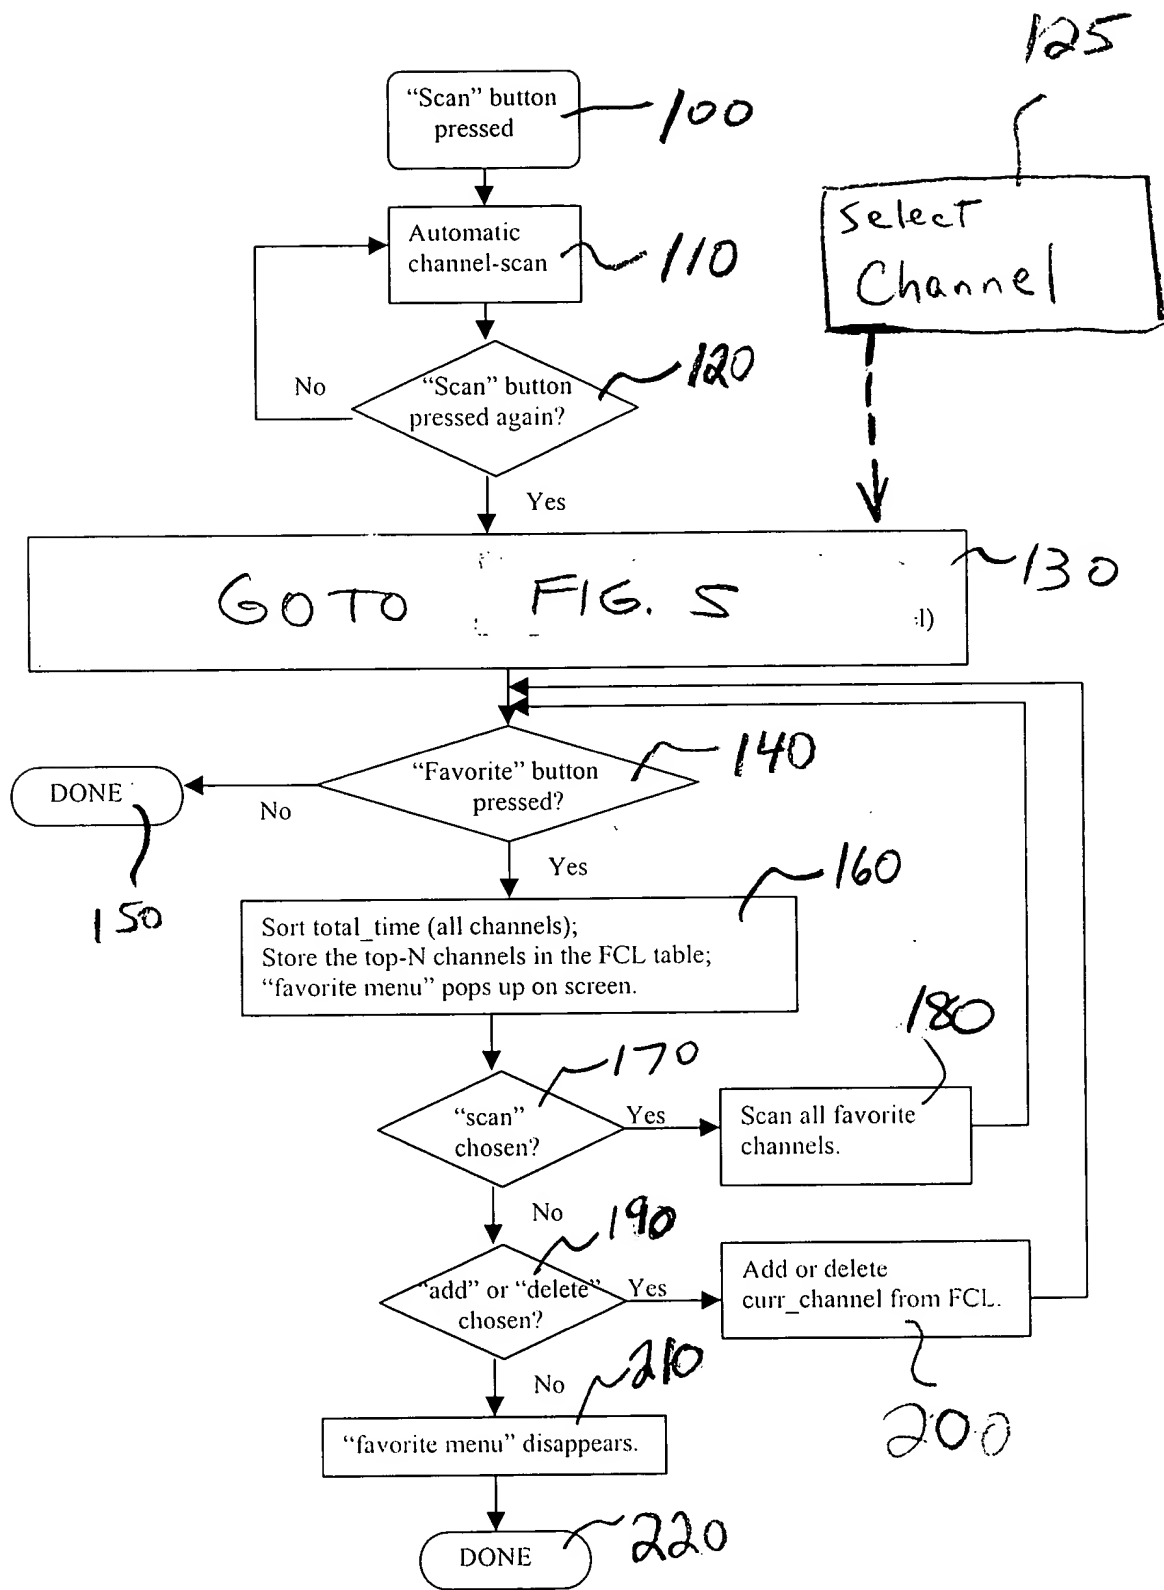 125
“Scan” button
pressed
100
Select
Channel
Automatic
channel-scan
110
“Scan” button
pressed again?
120
No
Yes
GOTO FIG. 5
:l)
130
“Favorite” button
pressed?
140
DONE
No
150
Yes
160
Sort total_time (all channels);
Store the top-N channels in the FCL table;
“favorite menu” pops up on screen.
170
180
“scan”
chosen?
Yes
Scan all favorite
channels.
No
190
“add” or “delete”
chosen?
Yes
Add or delete
curr_channel from FCL.
200
No
210
“favorite menu” disappears.
DONE
220